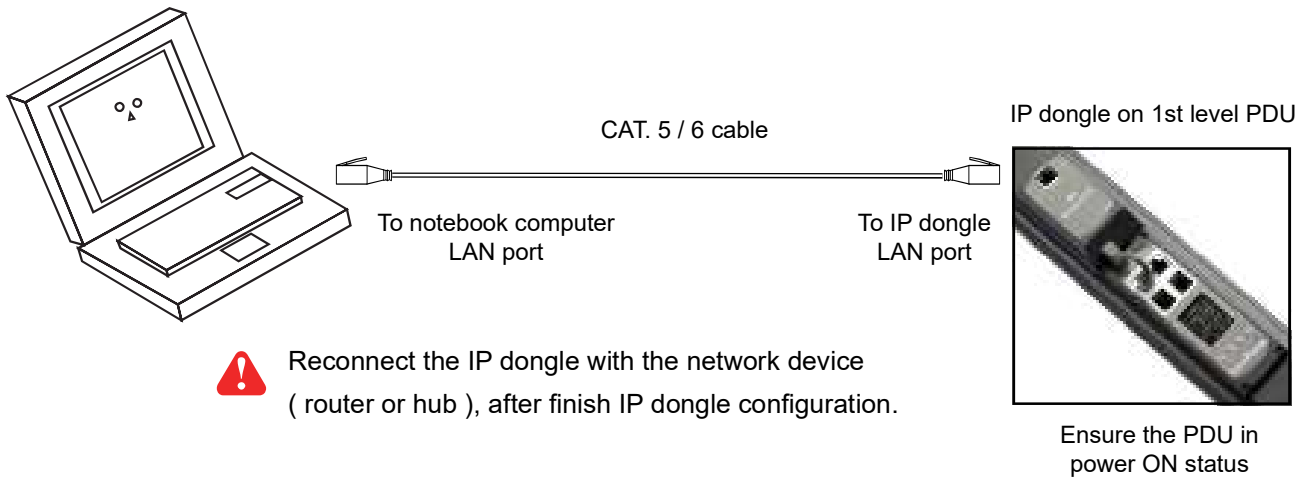 CAT. 5 / 6 cable
IP dongle on 1st level PDU
To notebook computer
LAN port
To IP dongle
LAN port
Reconnect the IP dongle with the network device
( router or hub ), after finish IP dongle configuration.
Ensure the PDU in
power ON status